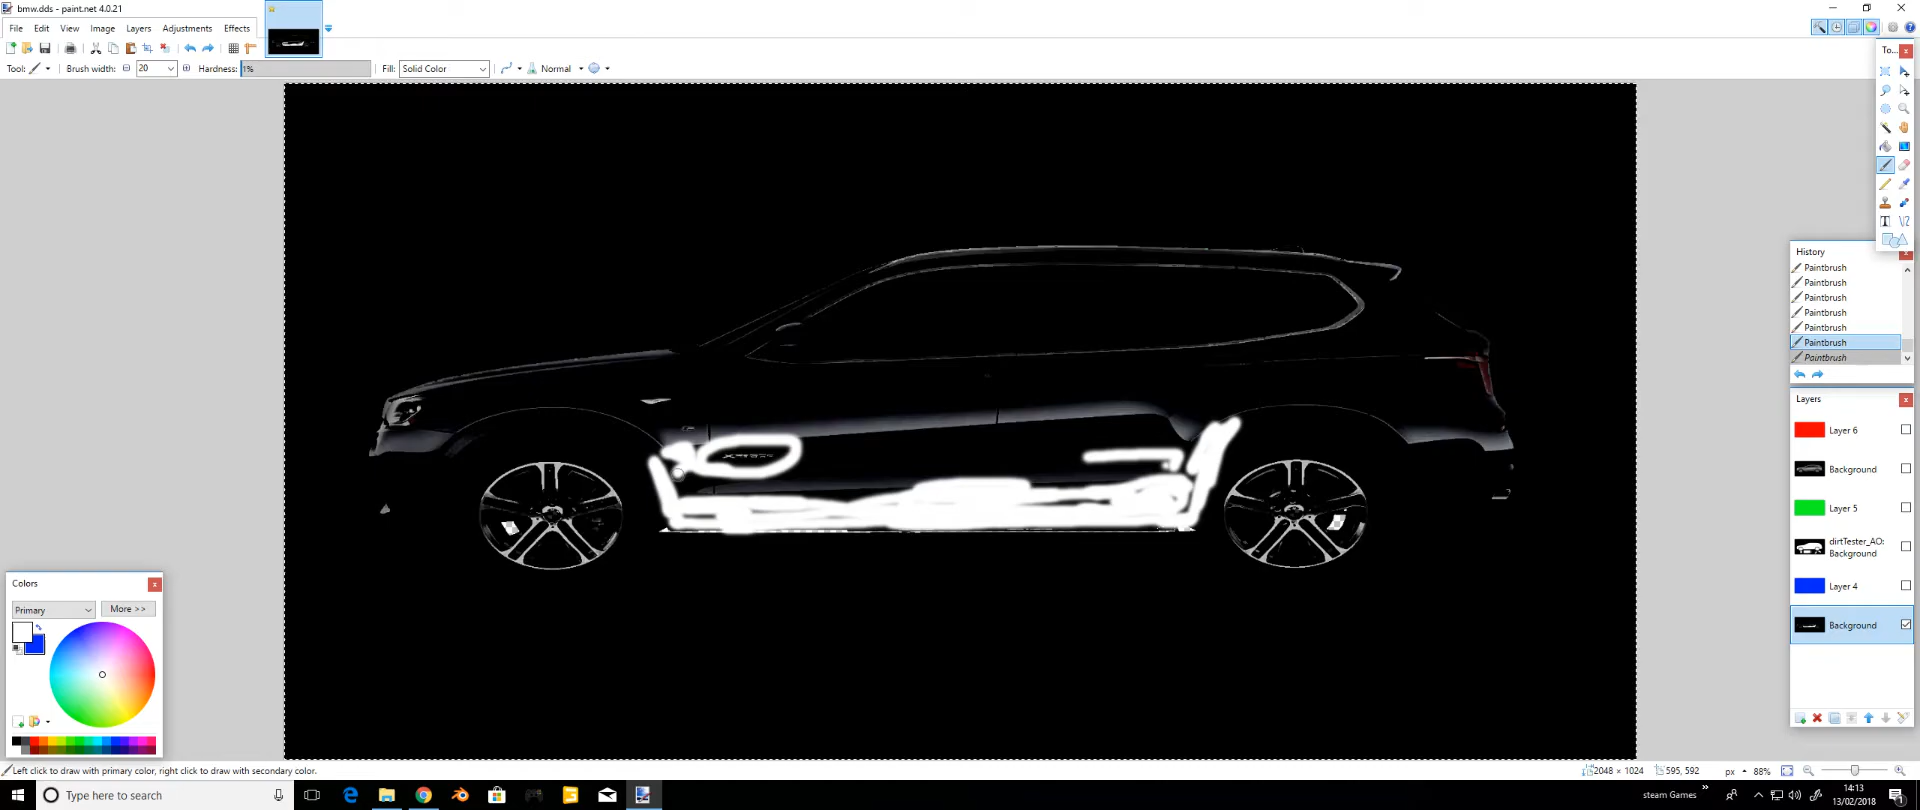 bmw.dds - paint.net 4.0.21
File Edit View Image Layers Adjustments Effects
Tool: Brush width: 20 Hardness: 1% Fill: Solid Color Normal
To...
History
Paintbrush
Paintbrush
Paintbrush
Paintbrush
Paintbrush
Paintbrush
Paintbrush
Layers
Layer 6
Background
Layer 5
dirtTester_AO:
Background
Layer 4
Background
Colors
Primary More >>
Left click to draw with primary color, right click to draw with secondary color.
2048 × 1024 595, 592 px 88%
Type here to search
steam Games
14:13
13/02/2018